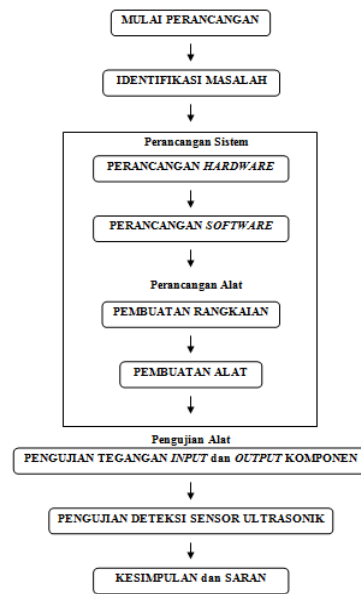 MULAI PERANCANGAN
IDENTIFIKASI MASALAH
Perancangan Sistem
PERANCANGAN HARDWARE
PERANCANGAN SOFTWARE
Perancangan Alat
PEMBUATAN RANGKAIAN
PEMBUATAN ALAT
Pengujian Alat
PENGUJIAN TEGANGAN INPUT dan OUTPUT KOMPONEN
PENGUJIAN DETEKSI SENSOR ULTRASONIK
KESIMPULAN dan SARAN